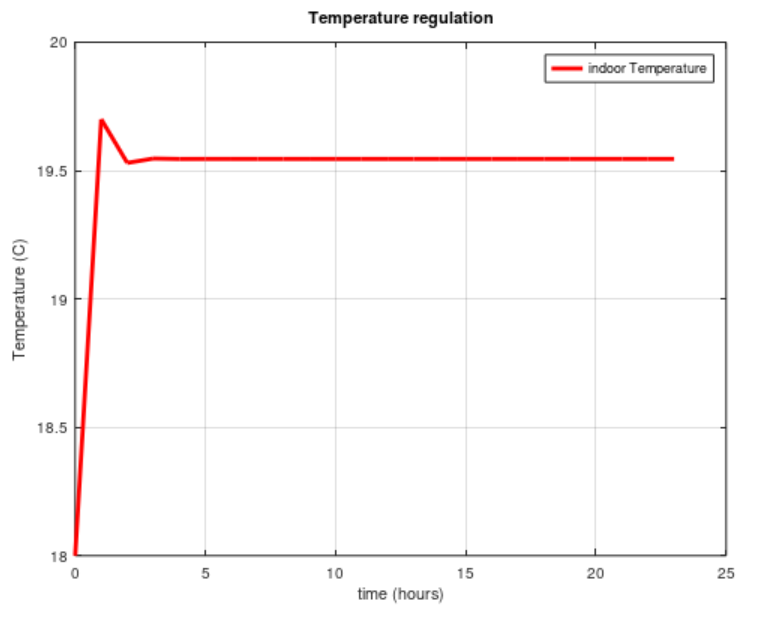 Temperature regulation
20
indoor Temperature
19.5
Temperature (C)
19
18.5
18
0 5 10 15 20 25
time (hours)